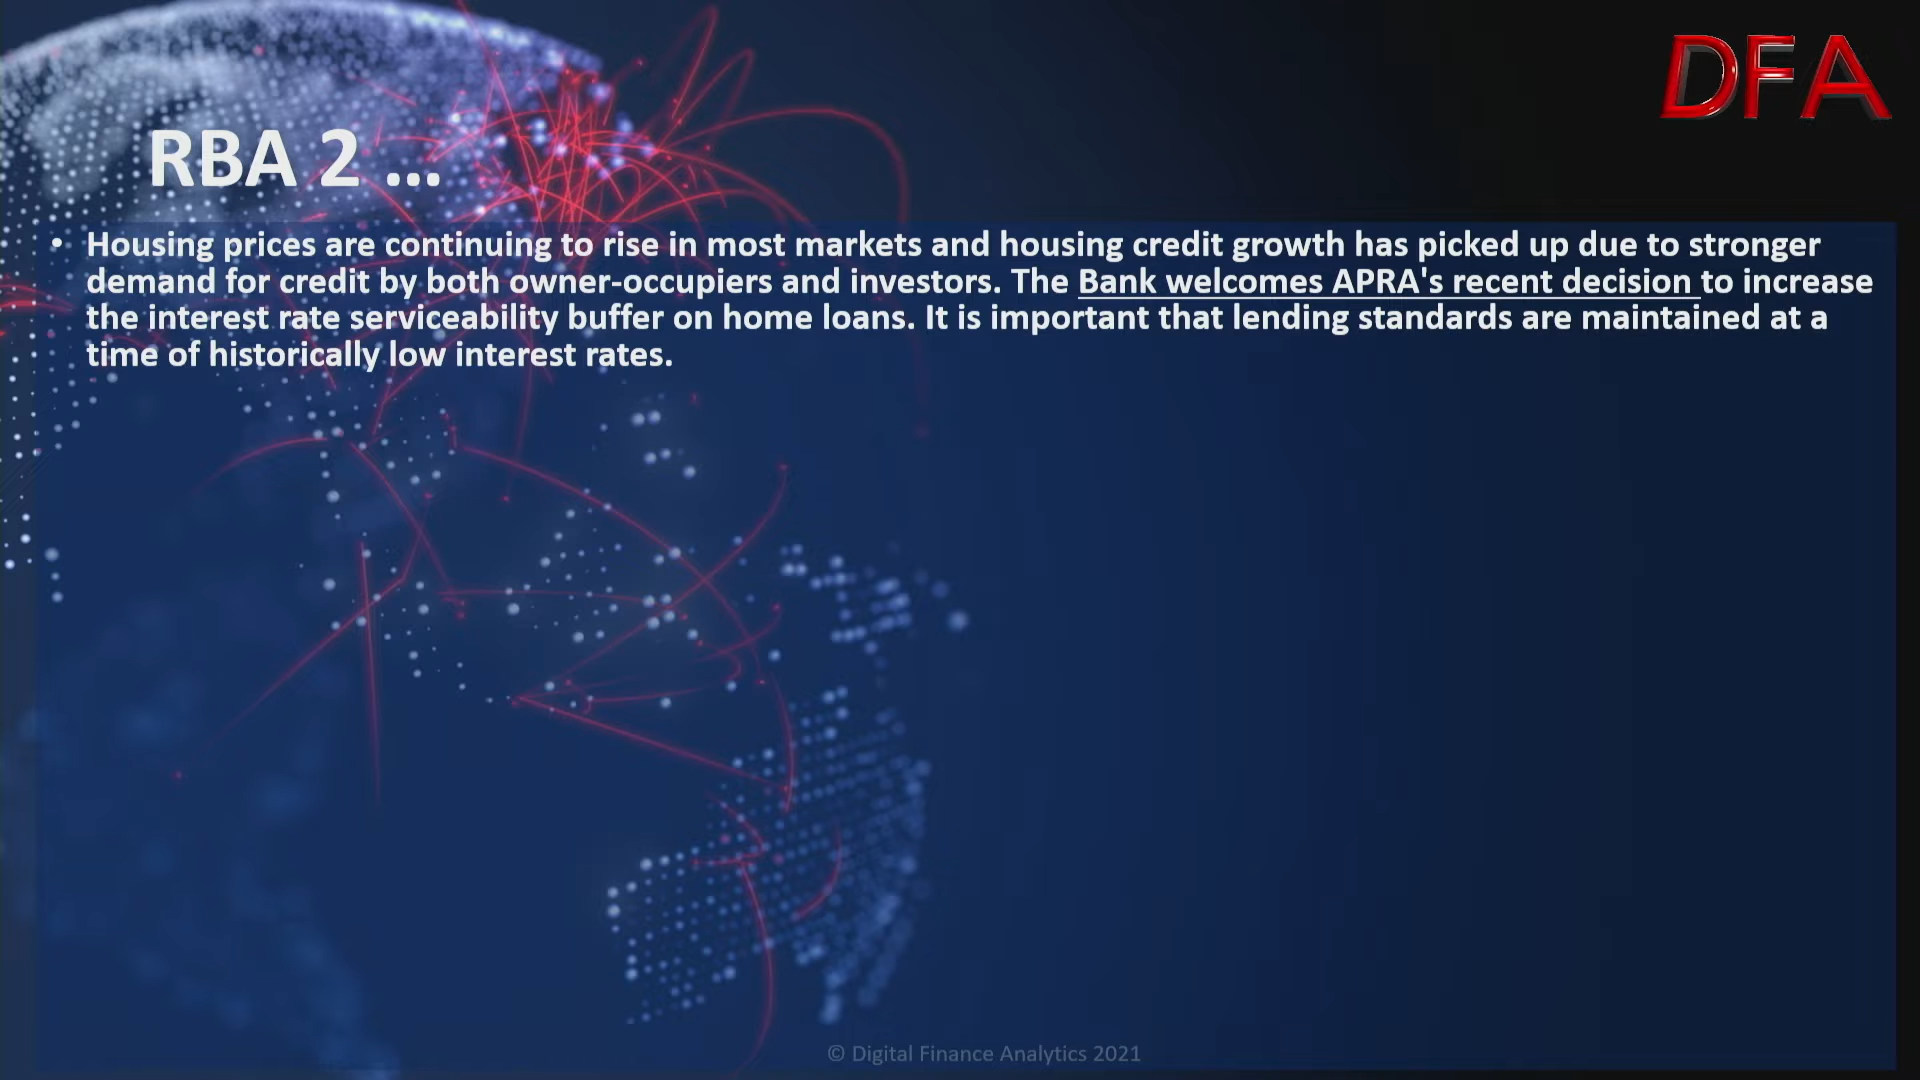 DFA
RBA 2 ...
• Housing prices are continuing to rise in most markets and housing credit growth has picked up due to stronger
demand for credit by both owner-occupiers and investors. The Bank welcomes APRA's recent decision to increase
the interest rate serviceability buffer on home loans. It is important that lending standards are maintained at a
time of historically low interest rates.
© Digital Finance Analytics 2021